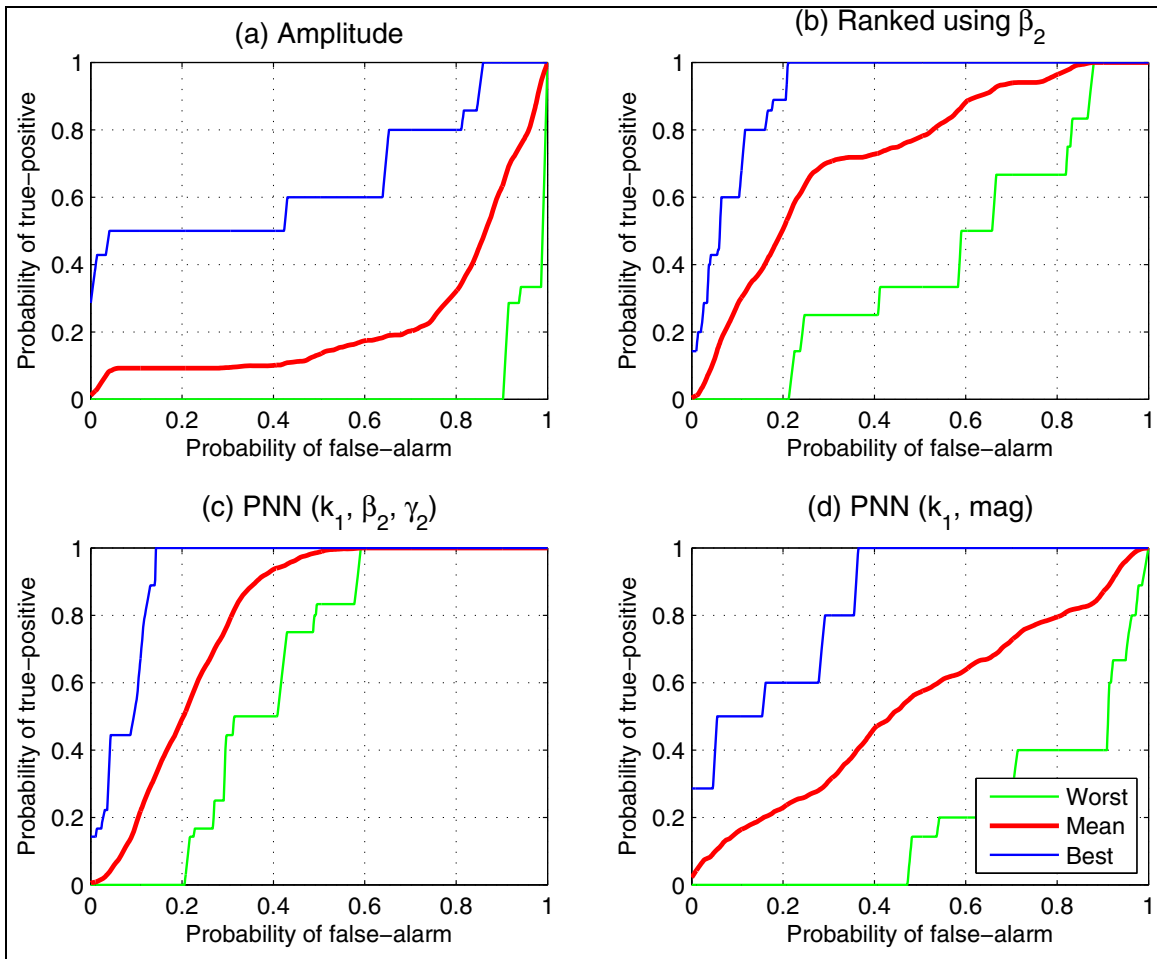 (a) Amplitude
1
0.8
0.6
0.4
0.2
0
0 0.2 0.4 0.6 0.8 1
Probability of true−positive
Probability of false−alarm
(b) Ranked using β₂
1
0.8
0.6
0.4
0.2
0
0 0.2 0.4 0.6 0.8 1
Probability of true−positive
Probability of false−alarm
(c) PNN (k₁, β₂, γ₂)
1
0.8
0.6
0.4
0.2
0
0 0.2 0.4 0.6 0.8 1
Probability of true−positive
Probability of false−alarm
(d) PNN (k₁, mag)
1
0.8
0.6
0.4
0.2
0
0 0.2 0.4 0.6 0.8 1
Probability of true−positive
Probability of false−alarm
Worst
Mean
Best